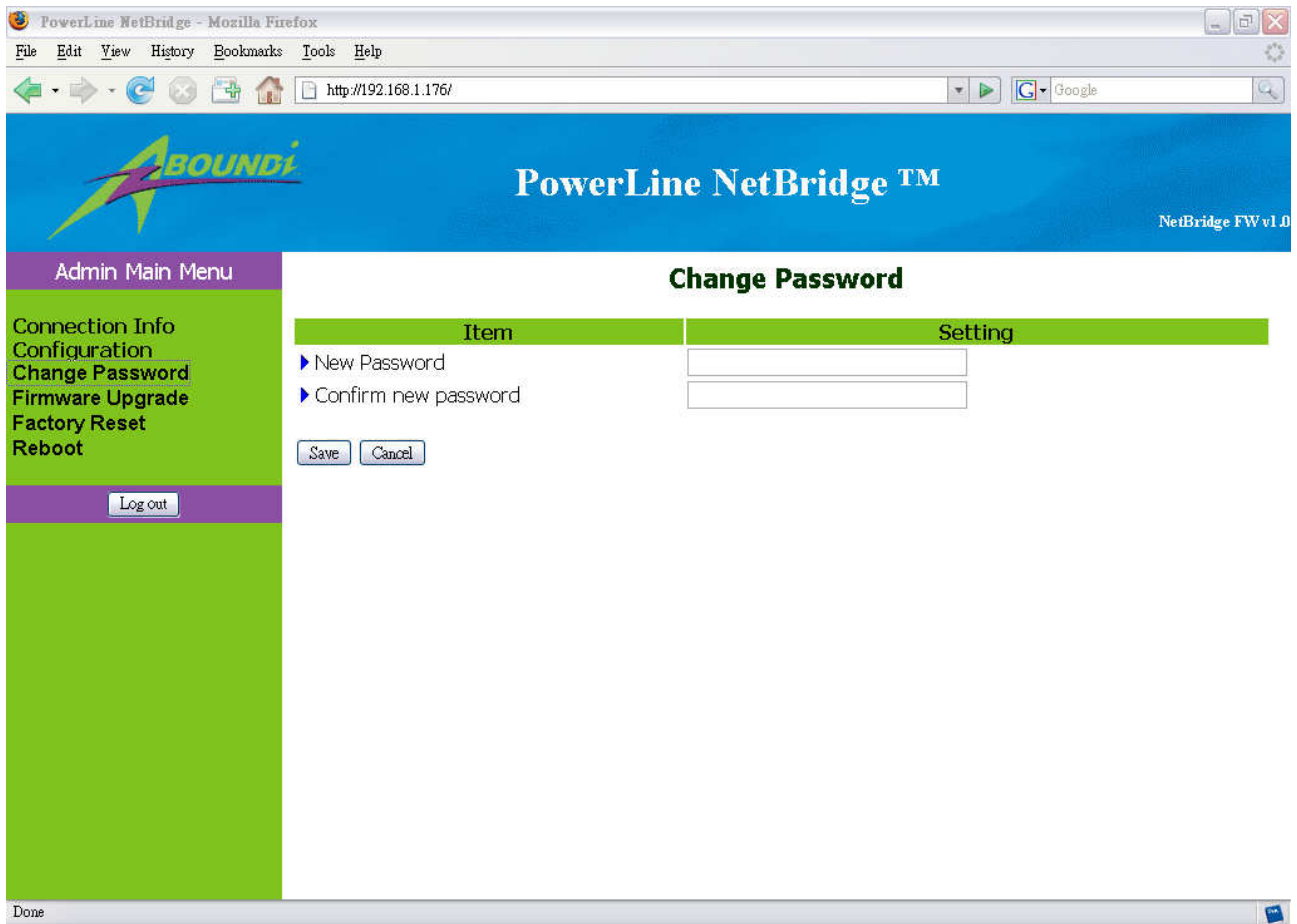 PowerLine NetBridge - Mozilla Firefox
File Edit View History Bookmarks Tools Help
http://192.168.1.176/
Google
ABOUNDi
PowerLine NetBridge ™
NetBridge FW v1.0
Admin Main Menu
Connection Info
Configuration
Change Password
Firmware Upgrade
Factory Reset
Reboot
Log out
Change Password
Item Setting
New Password
Confirm new password
Save Cancel
Done